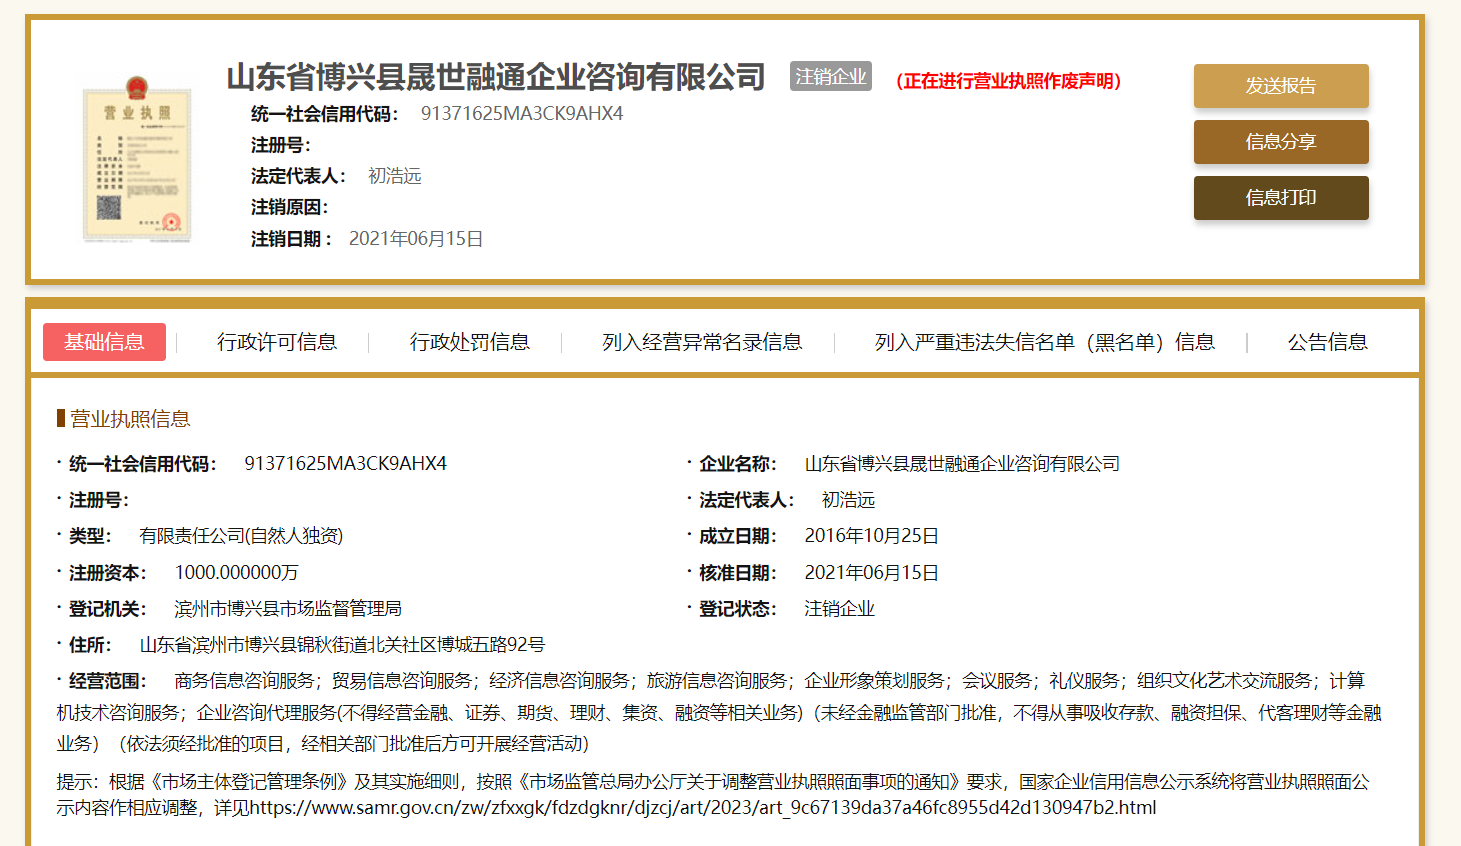 山东省博兴县晟世融通企业咨询有限公司 注销企业 （正在进行营业执照作废声明）
营业执照
统一社会信用代码： 91371625MA3CK9AHX4
注册号：
法定代表人： 初浩远
注销原因：
注销日期： 2021年06月15日
发送报告
信息分享
信息打印
基础信息 行政许可信息 行政处罚信息 列入经营异常名录信息 列入严重违法失信名单（黑名单）信息 公告信息
营业执照信息
· 统一社会信用代码： 91371625MA3CK9AHX4 · 企业名称： 山东省博兴县晟世融通企业咨询有限公司
· 注册号： · 法定代表人： 初浩远
· 类型： 有限责任公司(自然人独资) · 成立日期： 2016年10月25日
· 注册资本： 1000.000000万 · 核准日期： 2021年06月15日
· 登记机关： 滨州市博兴县市场监督管理局 · 登记状态： 注销企业
· 住所： 山东省滨州市博兴县锦秋街道北关社区博城五路92号
· 经营范围： 商务信息咨询服务；贸易信息咨询服务；经济信息咨询服务；旅游信息咨询服务；企业形象策划服务；会议服务；礼仪服务；组织文化艺术交流服务；计算
机技术咨询服务；企业咨询代理服务(不得经营金融、证券、期货、理财、集资、融资等相关业务)（未经金融监管部门批准，不得从事吸收存款、融资担保、代客理财等金融
业务）（依法须经批准的项目，经相关部门批准后方可开展经营活动）
提示：根据《市场主体登记管理条例》及其实施细则，按照《市场监管总局办公厅关于调整营业执照照面事项的通知》要求，国家企业信用信息公示系统将营业执照照面公
示内容作相应调整，详见https://www.samr.gov.cn/zw/zfxxgk/fdzdgknr/djzcj/art/2023/art_9c67139da37a46fc8955d42d130947b2.html